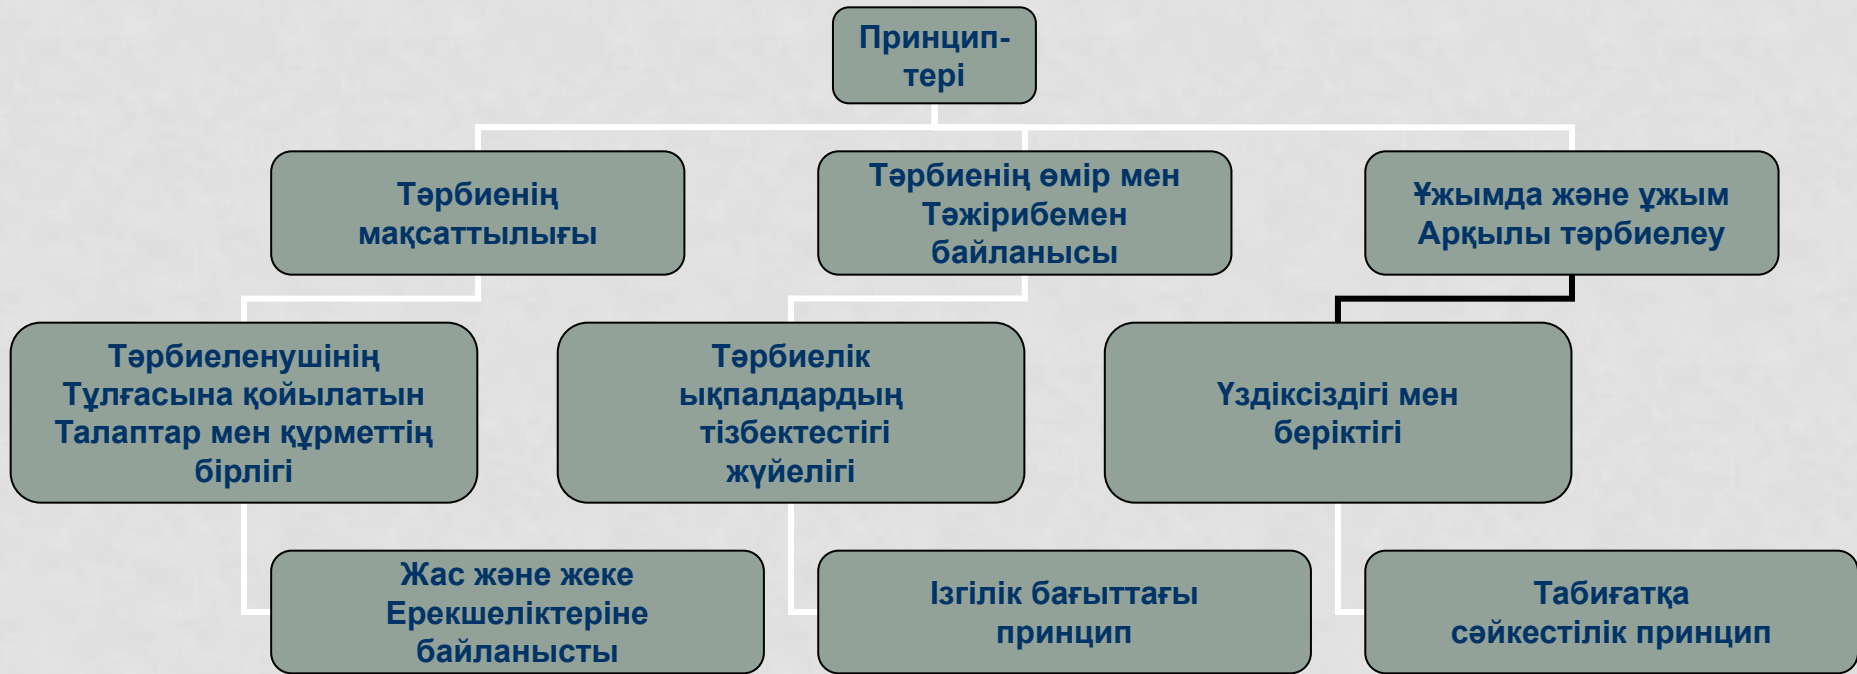 Принцип-
тері
Тәрбиенің
мақсаттылығы
Тәрбиенің өмір мен
Тәжірибемен
байланысы
Ұжымда және ұжым
Арқылы тәрбиелеу
Тәрбиеленушінің
Тұлғасына қойылатын
Талаптар мен құрметтің
бірлігі
Тәрбиелік
ықпалдардың
тізбектестігі
жүйелігі
Үздіксіздігі мен
беріктігі
Жас және жеке
Ерекшеліктеріне
байланысты
Ізгілік бағыттағы
принцип
Табиғатқа
сәйкестілік принцип